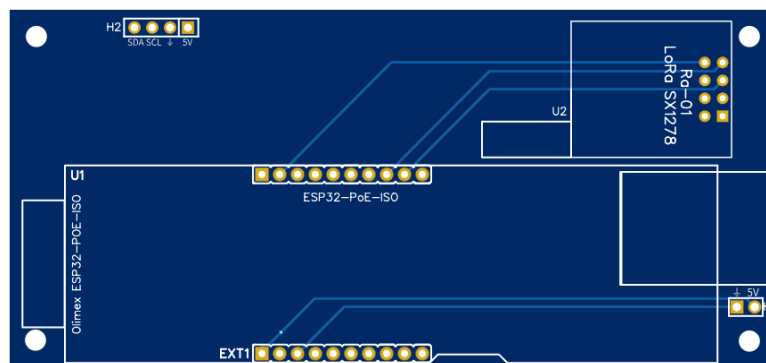 H2
SDA SCL ⏚ 5V
U2
Ra-01
LoRa SX1278
U1
ESP32-PoE-ISO
Olimex ESP32-POE-ISO
⏚ 5V
EXT1